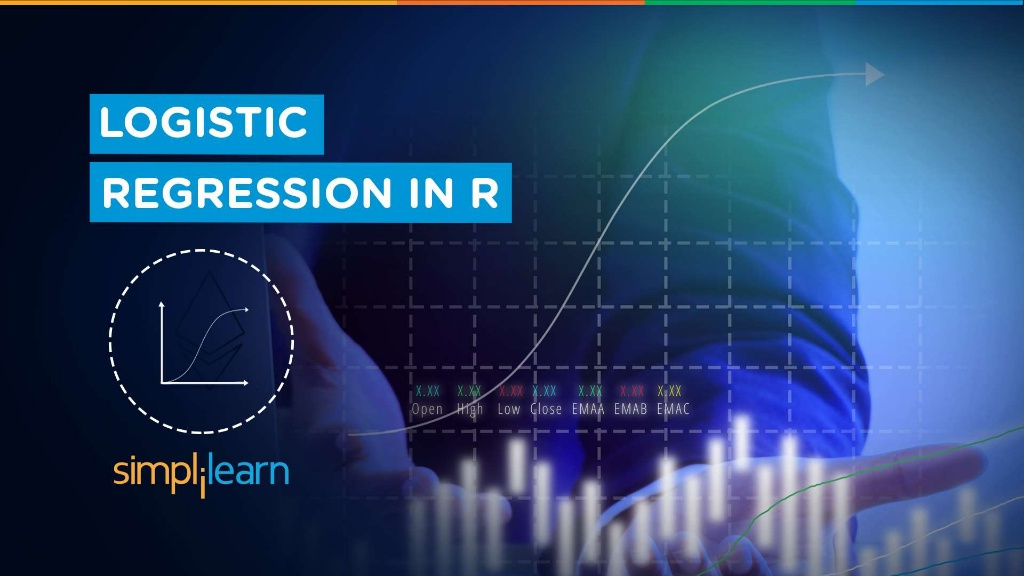 LOGISTIC
REGRESSION IN R
simplilearn
X.XX X.XX X.XX X.XX X.XX X.XX X.XX
Open High Low Close EMAA EMAB EMAC